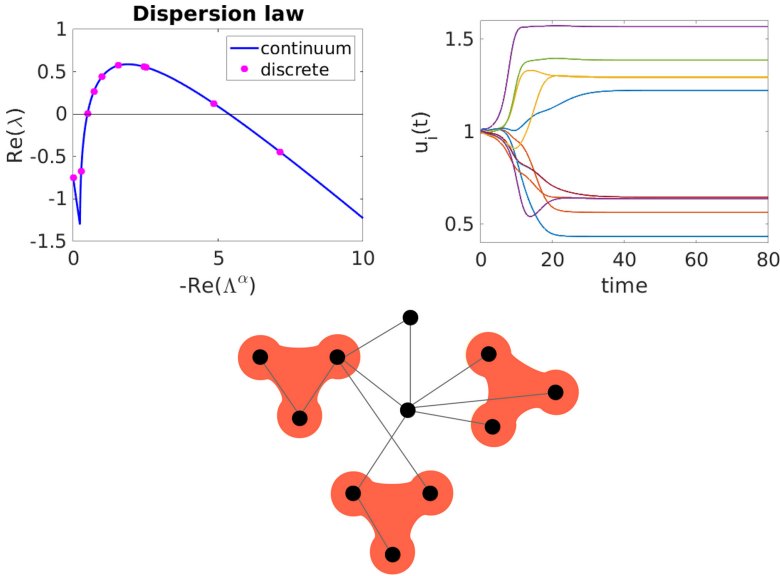 Dispersion law
continuum
discrete
1
0.5
0
-0.5
-1
-1.5
Re(λ)
0
5
10
-Re(Λ^α)
1.5
1
0.5
u_i(t)
0
20
40
60
80
time